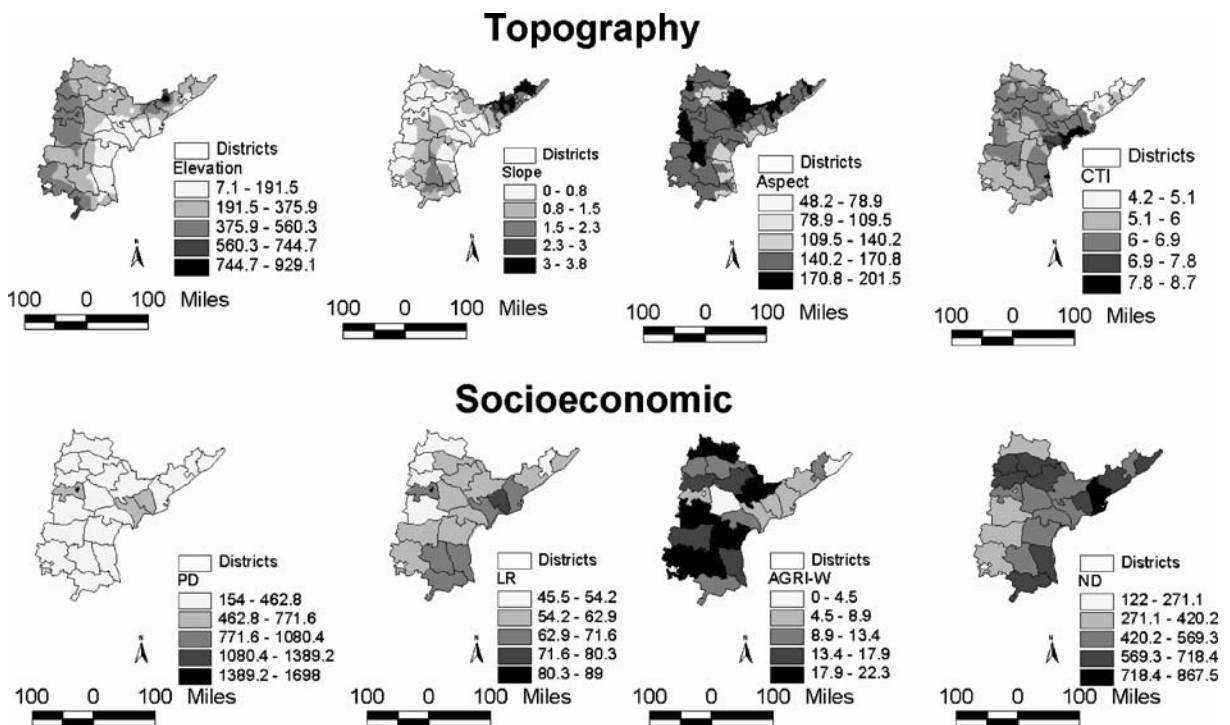 Topography
N
Districts
Elevation
7.1 - 191.5
191.5 - 375.9
375.9 - 560.3
560.3 - 744.7
744.7 - 929.1
100 0 100 Miles
N
Districts
Slope
0 - 0.8
0.8 - 1.5
1.5 - 2.3
2.3 - 3
3 - 3.8
100 0 100 Miles
N
Districts
Aspect
48.2 - 78.9
78.9 - 109.5
109.5 - 140.2
140.2 - 170.8
170.8 - 201.5
100 0 100 Miles
N
Districts
CTI
4.2 - 5.1
5.1 - 6
6 - 6.9
6.9 - 7.8
7.8 - 8.7
100 0 100 Miles
Socioeconomic
N
Districts
PD
154 - 462.8
462.8 - 771.6
771.6 - 1080.4
1080.4 - 1389.2
1389.2 - 1698
100 0 100 Miles
N
Districts
LR
45.5 - 54.2
54.2 - 62.9
62.9 - 71.6
71.6 - 80.3
80.3 - 89
100 0 100 Miles
N
Districts
AGRI-W
0 - 4.5
4.5 - 8.9
8.9 - 13.4
13.4 - 17.9
17.9 - 22.3
100 0 100 Miles
N
Districts
ND
122 - 271.1
271.1 - 420.2
420.2 - 569.3
569.3 - 718.4
718.4 - 867.5
100 0 100 Miles